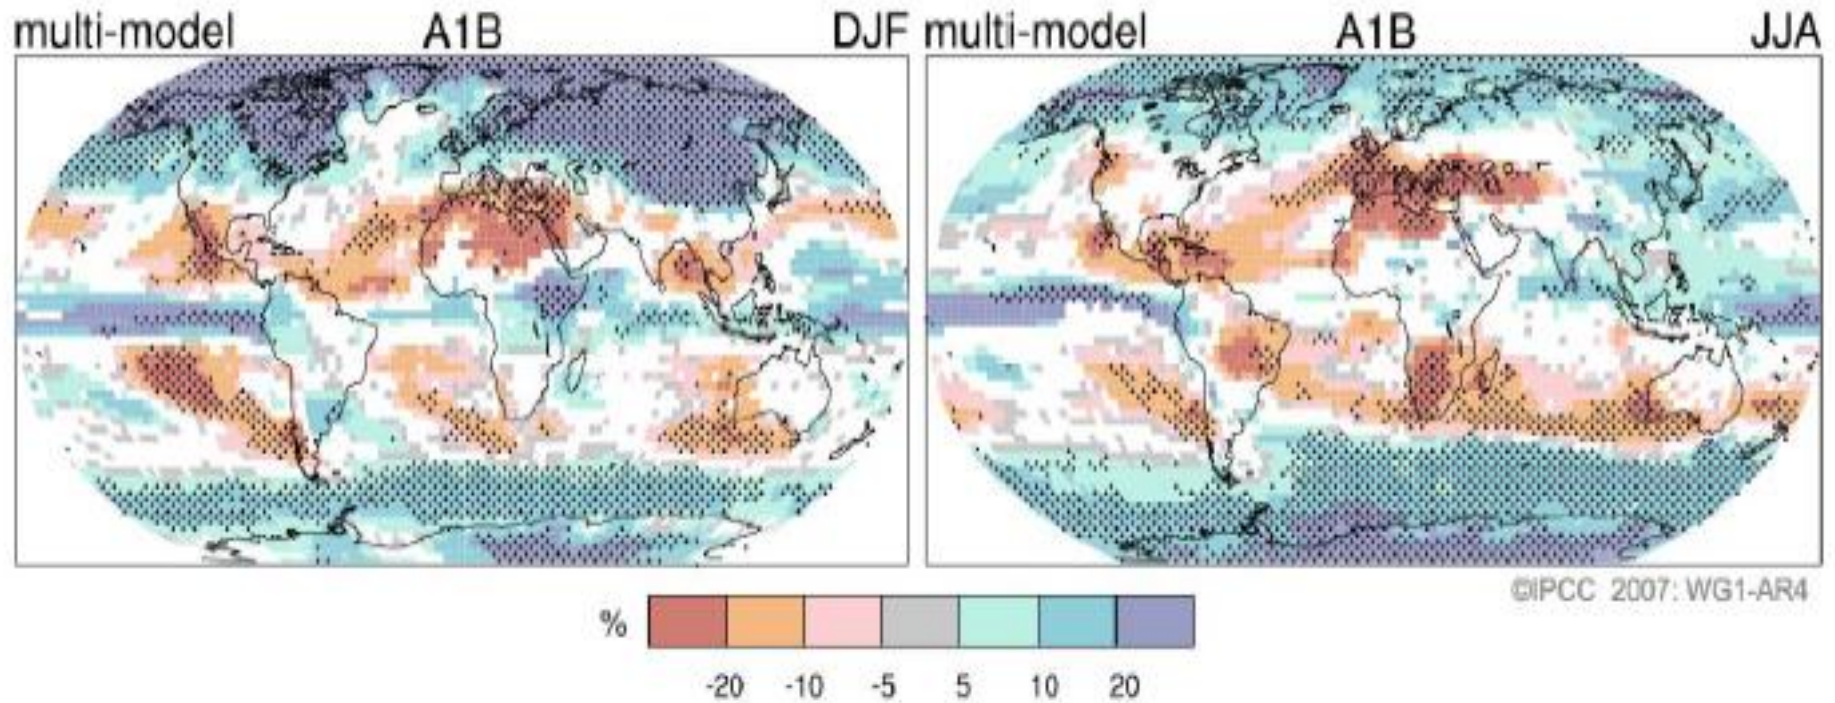 multi-model A1B DJF
multi-model A1B JJA
©IPCC 2007: WG1-AR4
%
-20 -10 -5 5 10 20